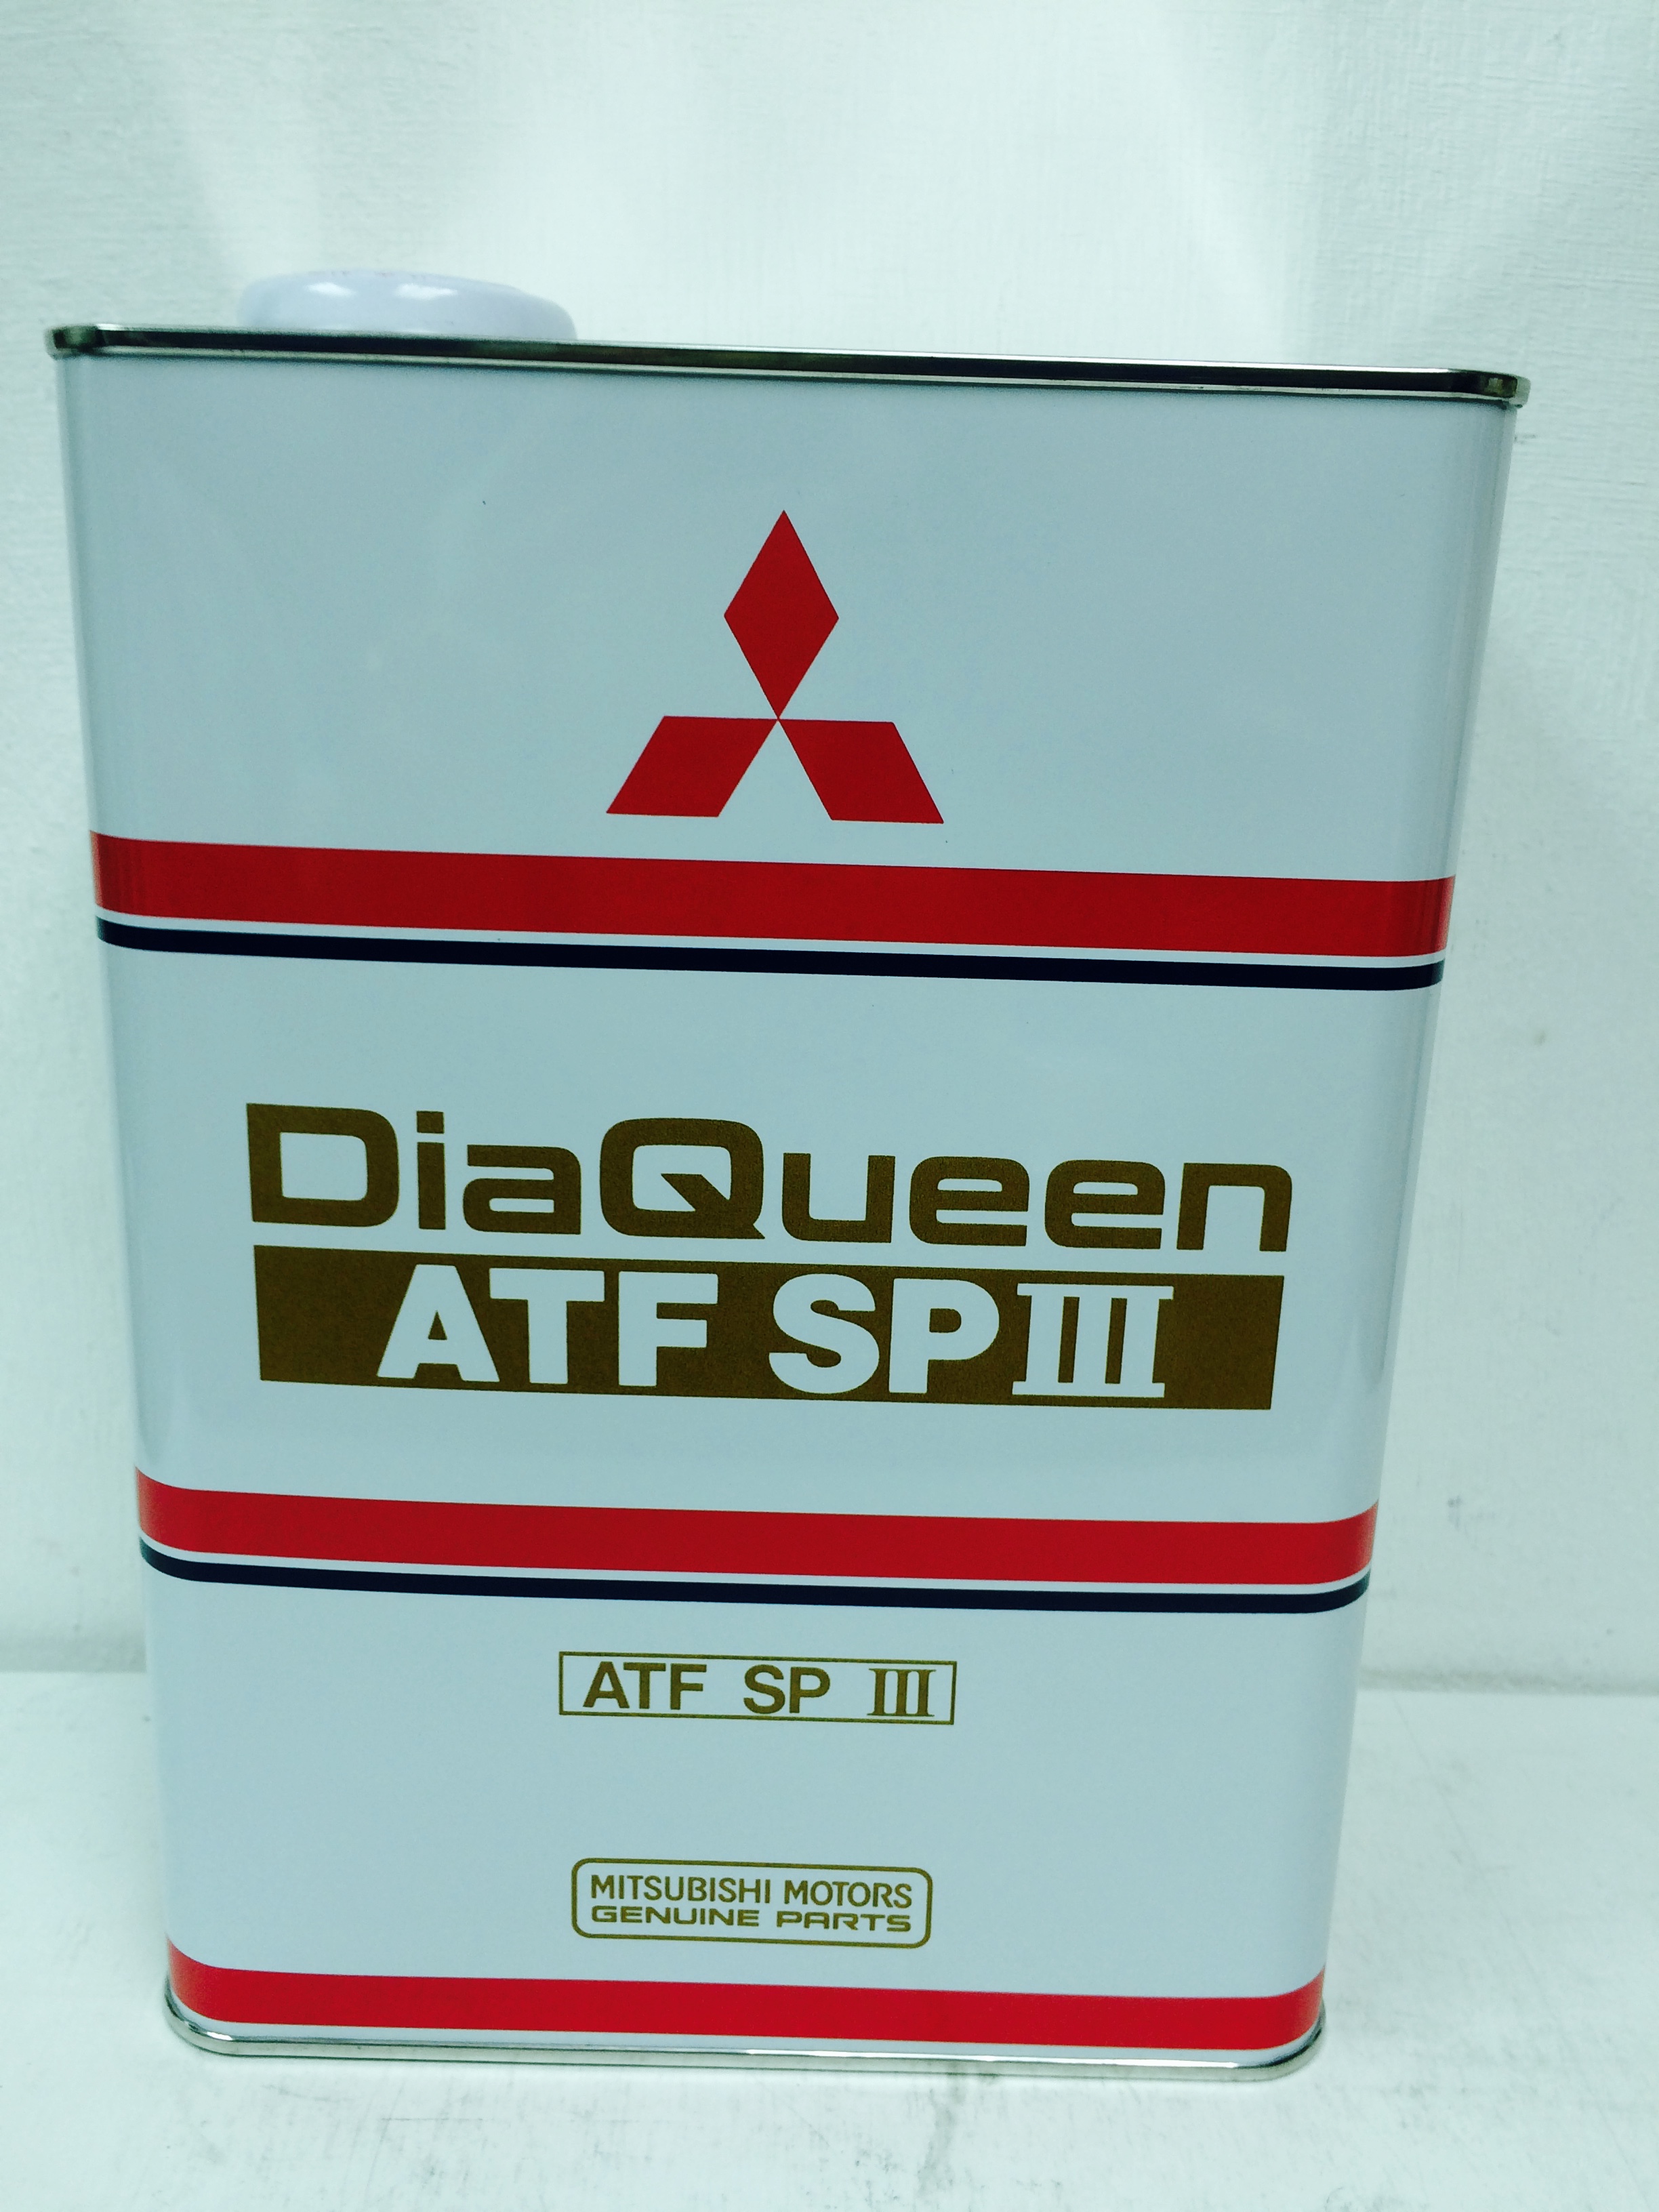 DiaQueen
ATF SPIII
ATF SP III
MITSUBISHI MOTORS
GENUINE PARTS